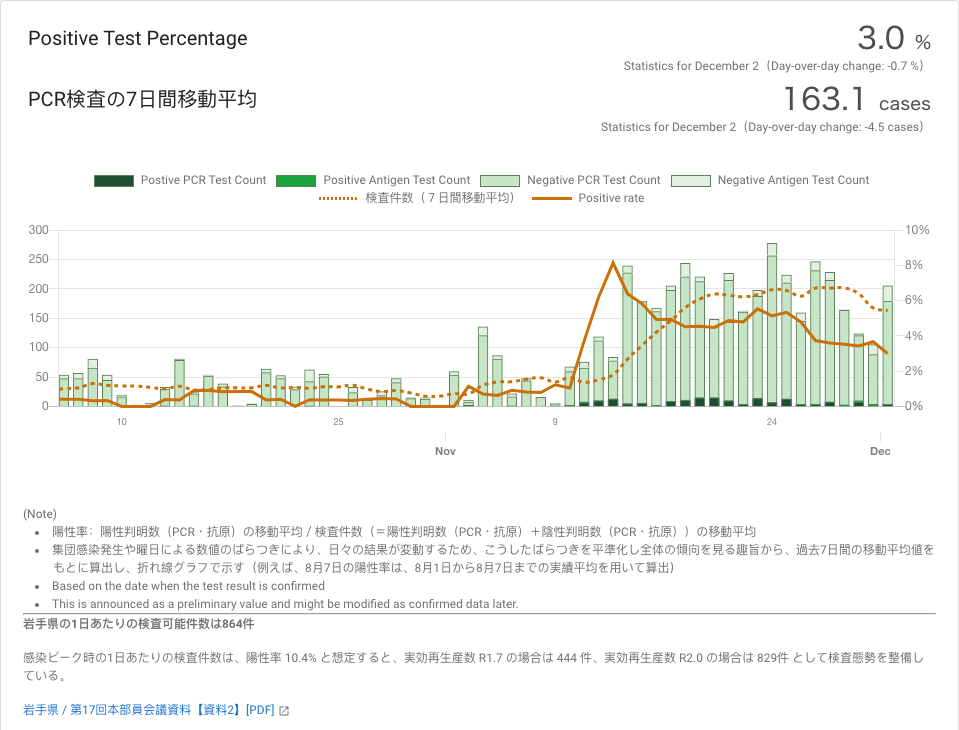 Positive Test Percentage
3.0 %
Statistics for December 2（Day-over-day change: -0.7 %）
PCR検査の7日間移動平均
163.1 cases
Statistics for December 2（Day-over-day change: -4.5 cases）
Postive PCR Test Count Positive Antigen Test Count Negative PCR Test Count Negative Antigen Test Count
検査件数（７日間移動平均） Positive rate
300 10%
250 8%
200 6%
150 4%
100 2%
50 0%
0
10 25 9 24
Nov Dec
(Note)
• 陽性率：陽性判明数（PCR・抗原）の移動平均 / 検査件数（＝陽性判明数（PCR・抗原）＋陰性判明数（PCR・抗原））の移動平均
• 集団感染発生や曜日による数値のばらつきにより、日々の結果が変動するため、こうしたばらつきを平準化し全体の傾向を見る趣旨から、過去7日間の移動平均値を
もとに算出し、折れ線グラフで示す（例えば、8月7日の陽性率は、8月1日から8月7日までの実績平均を用いて算出）
• Based on the date when the test result is confirmed
• This is announced as a preliminary value and might be modified as confirmed data later.
岩手県の1日あたりの検査可能件数は864件
感染ピーク時の1日あたりの検査件数は、陽性率 10.4% と想定すると、実効再生産数 R1.7 の場合は 444 件、実効再生産数 R2.0 の場合は 829件 として検査態勢を整備し
ている。
岩手県 / 第17回本部員会議資料【資料2】[PDF]